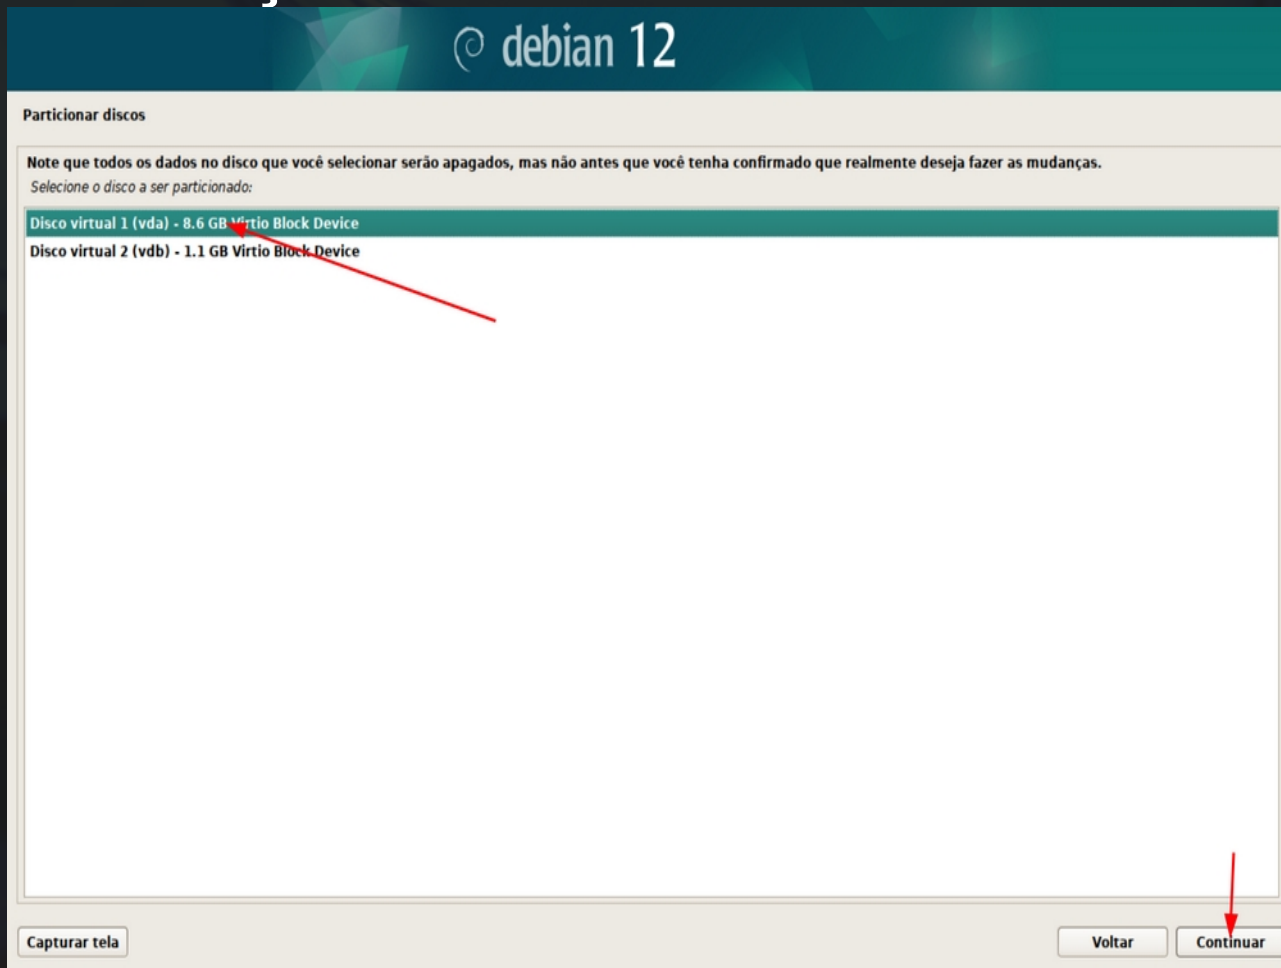 debian 12
Particionar discos
Note que todos os dados no disco que você selecionar serão apagados, mas não antes que você tenha confirmado que realmente deseja fazer as mudanças.
Selecione o disco a ser particionado:
Disco virtual 1 (vda) - 8.6 GB Virtio Block Device
Disco virtual 2 (vdb) - 1.1 GB Virtio Block Device
Capturar tela
Voltar
Continuar